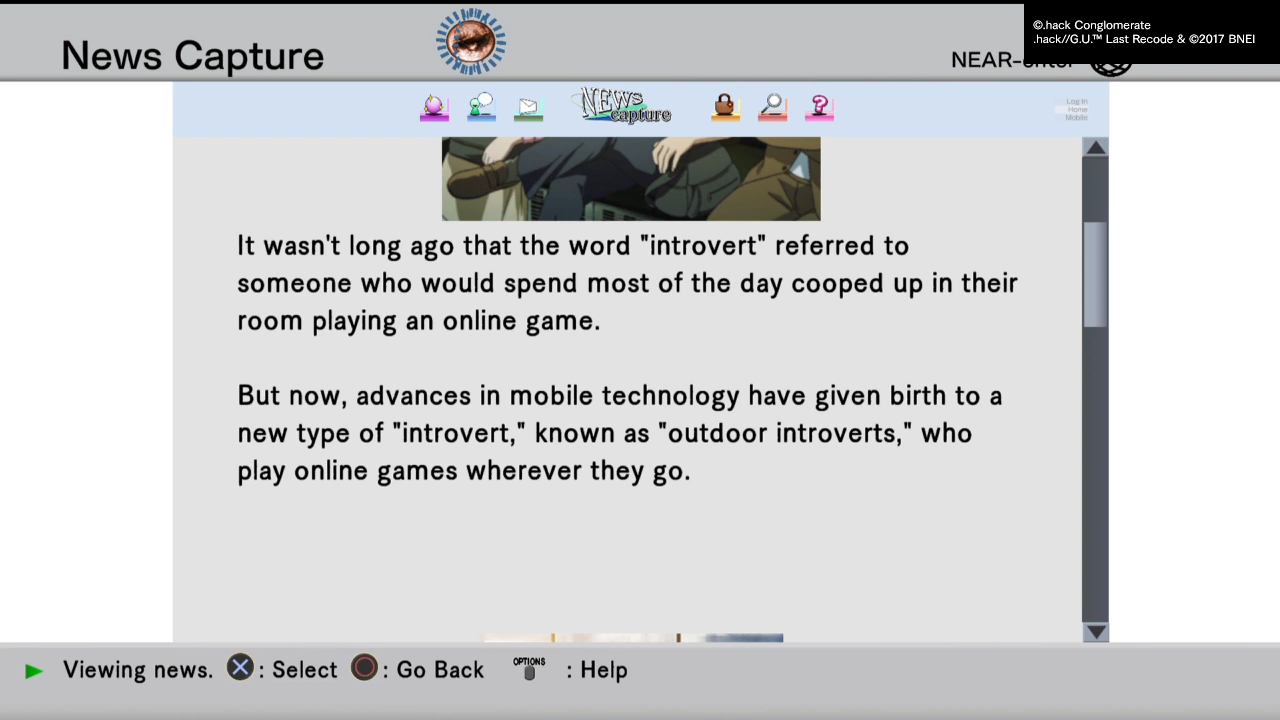 News Capture
©.hack Conglomerate
.hack//G.U.™ Last Recode & ©2017 BNEI
NEWS
capture
Log In
Home
Mobile
It wasn't long ago that the word "introvert" referred to
someone who would spend most of the day cooped up in their
room playing an online game.
But now, advances in mobile technology have given birth to a
new type of "introvert," known as "outdoor introverts," who
play online games wherever they go.
Viewing news. : Select : Go Back OPTIONS : Help